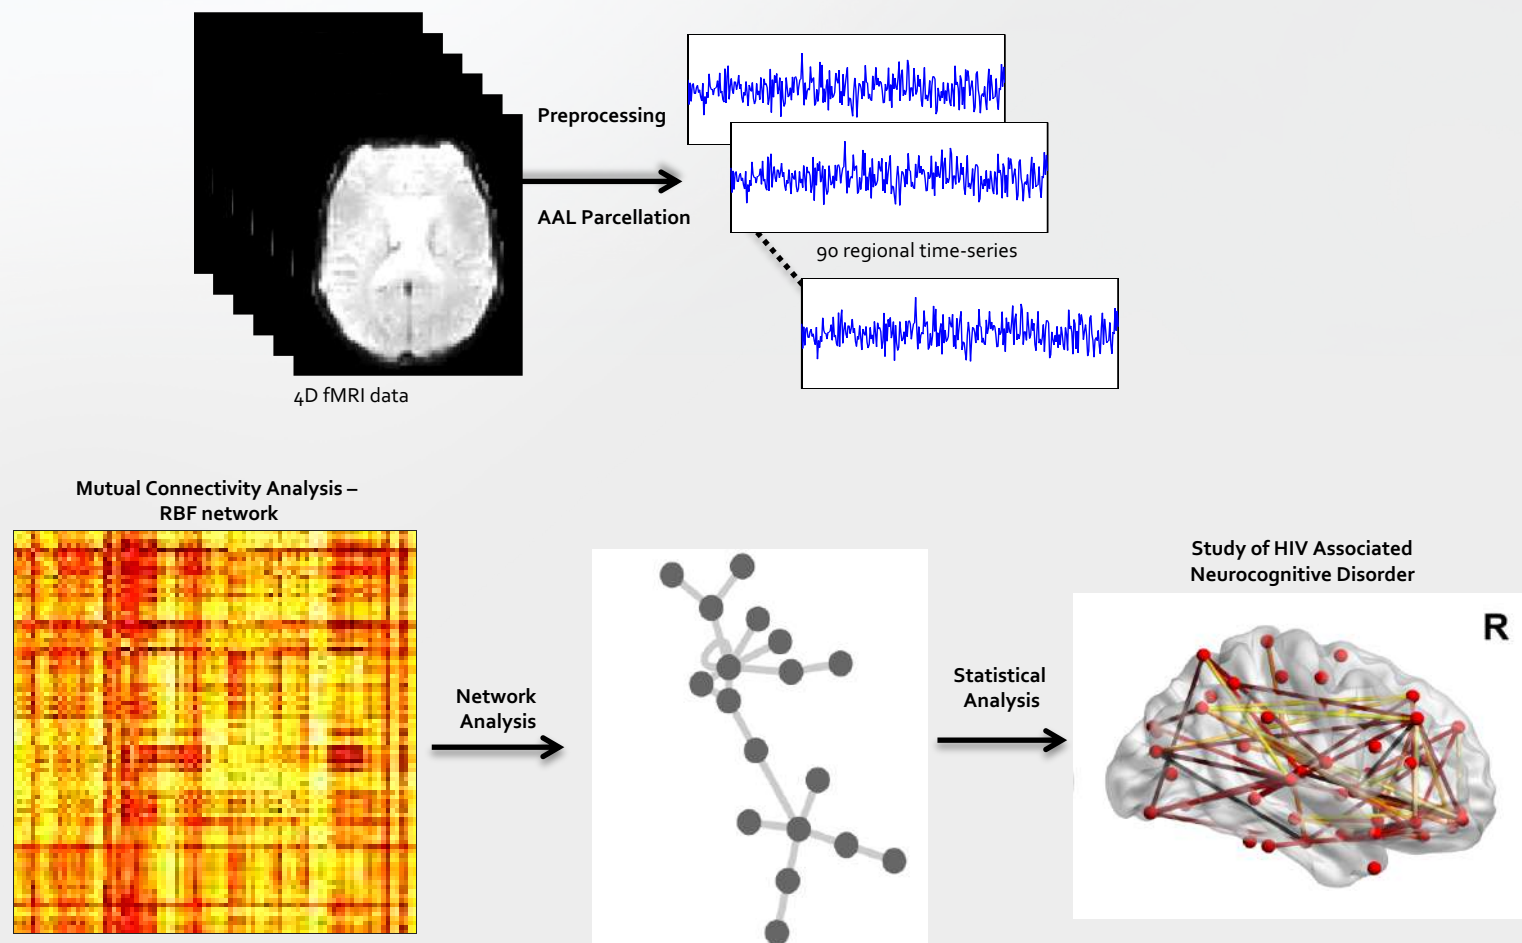 Preprocessing
AAL Parcellation
90 regional time-series
4D fMRI data
Mutual Connectivity Analysis –
RBF network
Network
Analysis
Statistical
Analysis
Study of HIV Associated
Neurocognitive Disorder
R